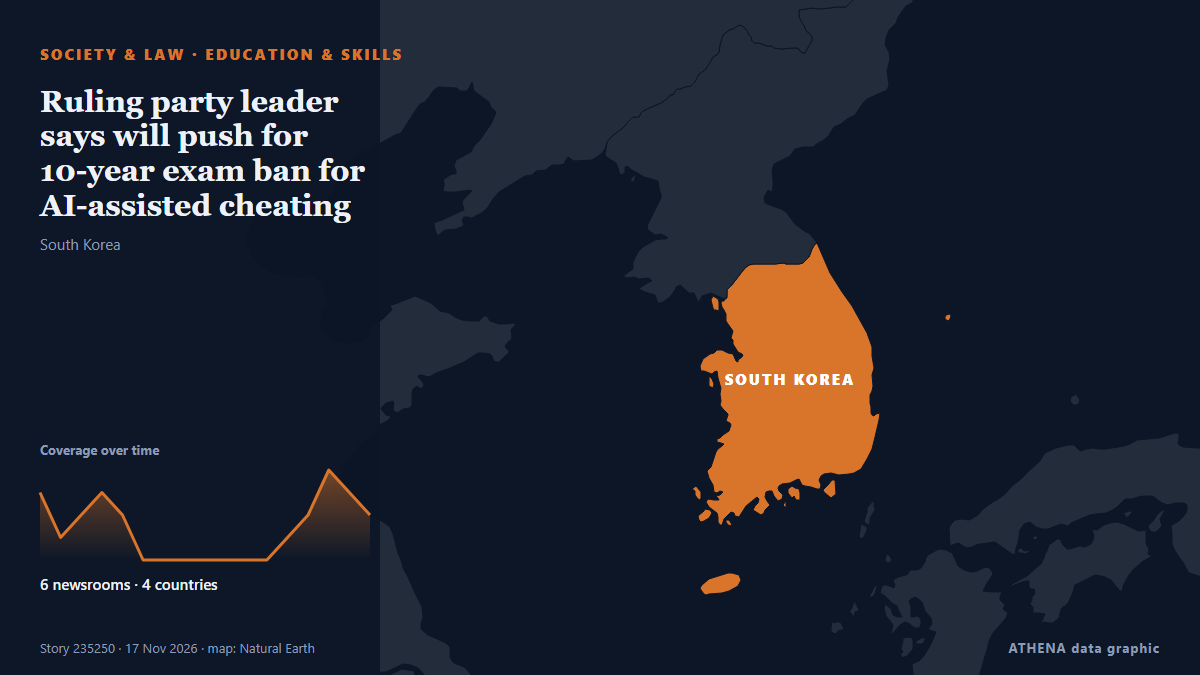 SOCIETY & LAW · EDUCATION & SKILLS
Ruling party leader
says will push for
10-year exam ban for
AI-assisted cheating
South Korea
SOUTH KOREA
Coverage over time
6 newsrooms · 4 countries
Story 235250 · 17 Nov 2026 · map: Natural Earth
ATHENA data graphic